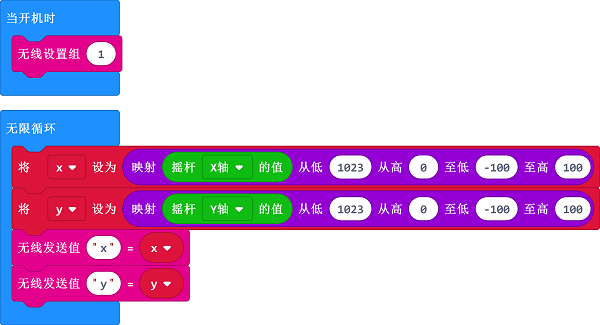 当开机时
无线设置组 1
无限循环
将 x 设为 映射 摇杆 X轴 的值 从低 1023 从高 0 至低 -100 至高 100
将 y 设为 映射 摇杆 Y轴 的值 从低 1023 从高 0 至低 -100 至高 100
无线发送值 "x" = x
无线发送值 "y" = y